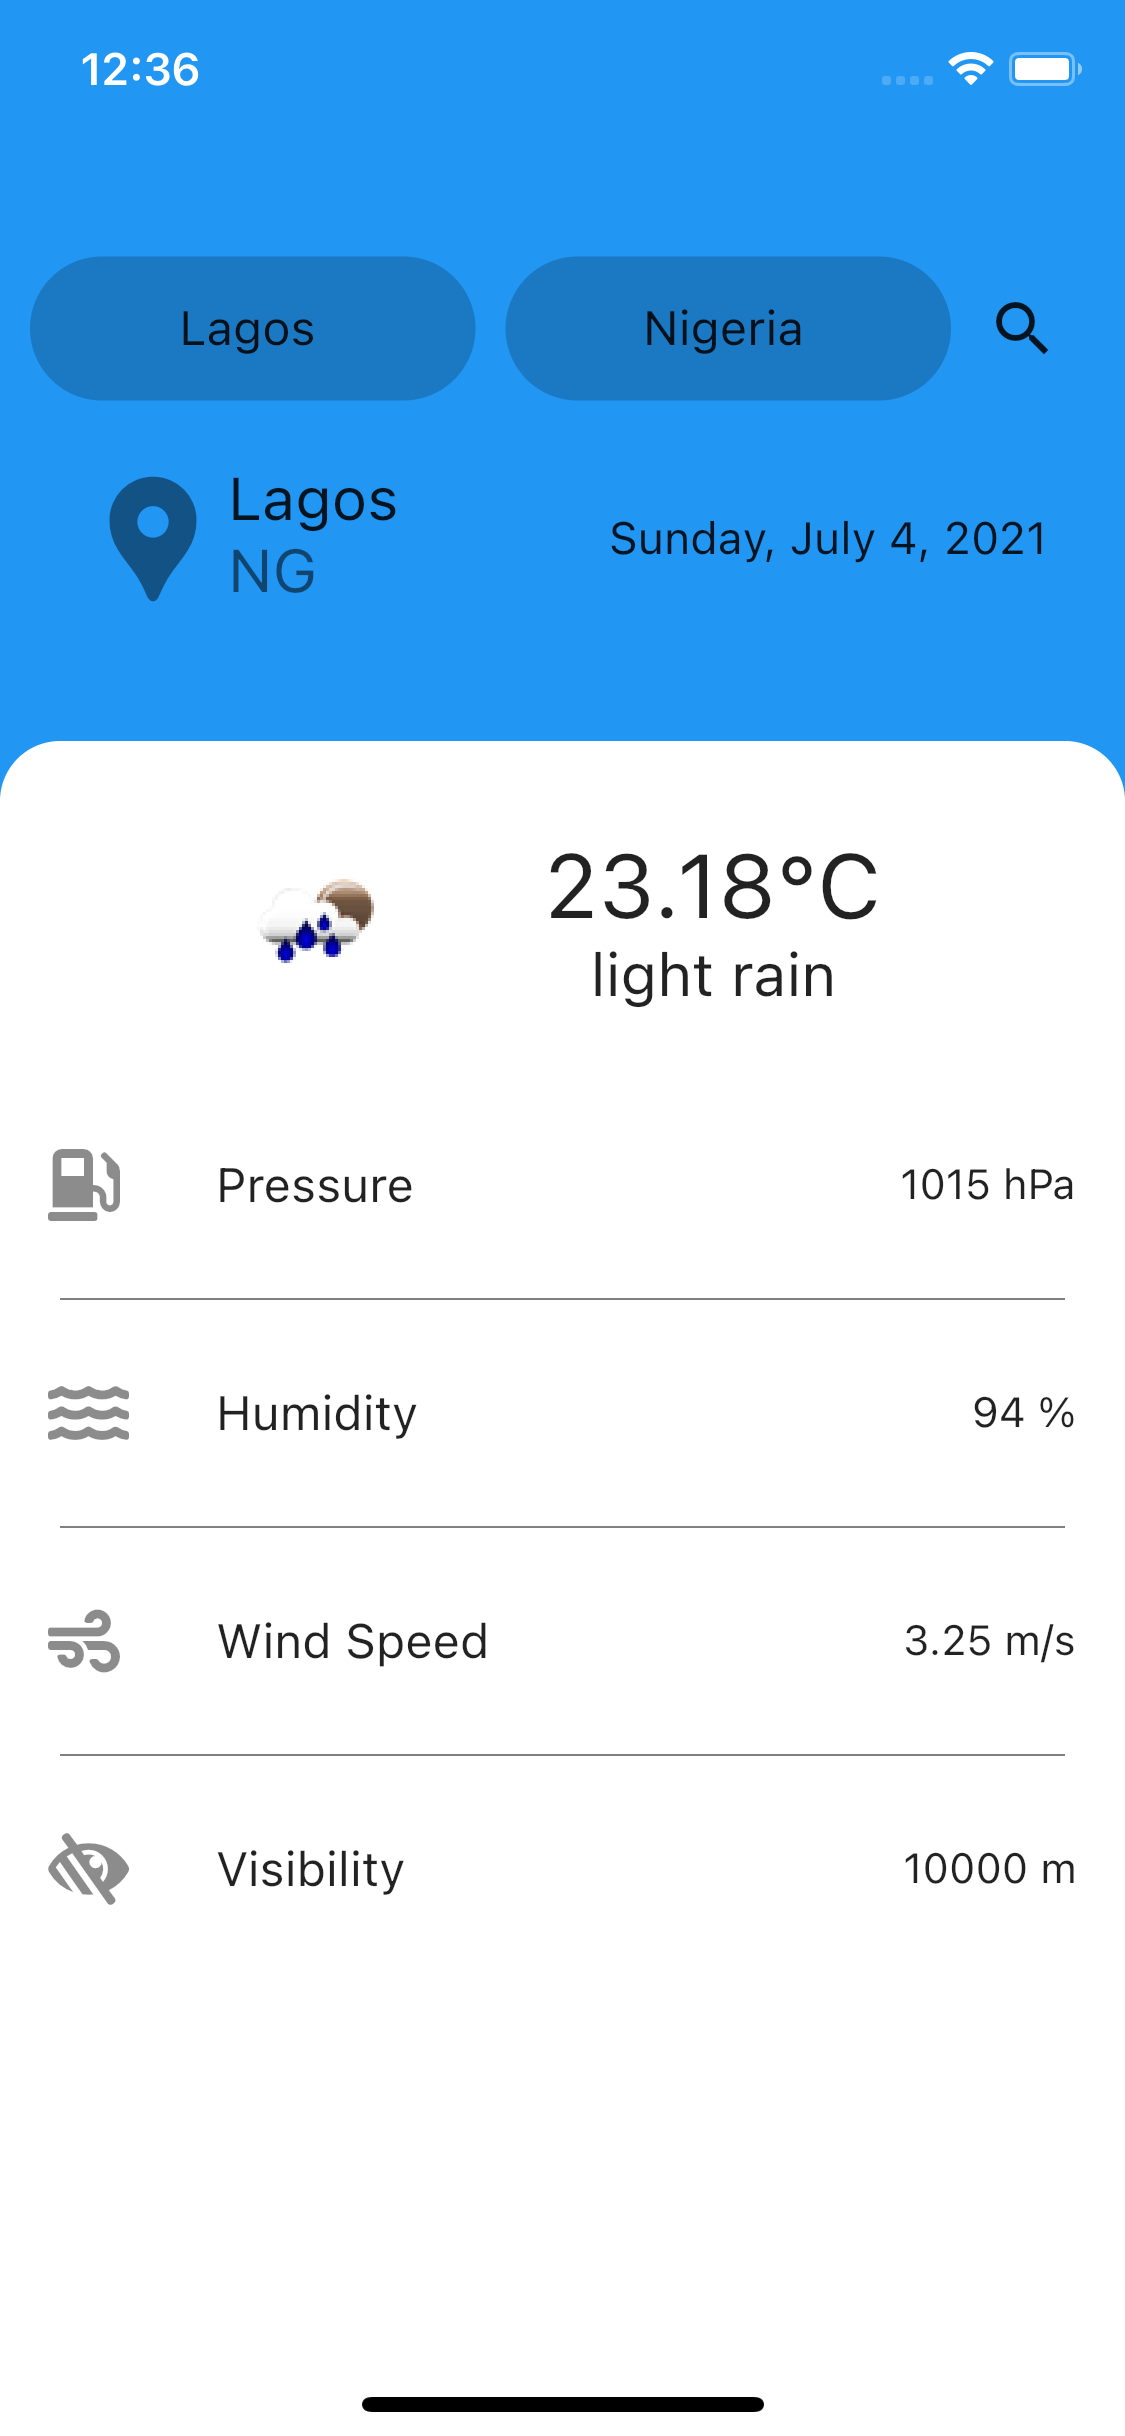 12:36
Lagos Nigeria
Lagos
NG
Sunday, July 4, 2021
23.18°C
light rain
Pressure 1015 hPa
Humidity 94 %
Wind Speed 3.25 m/s
Visibility 10000 m